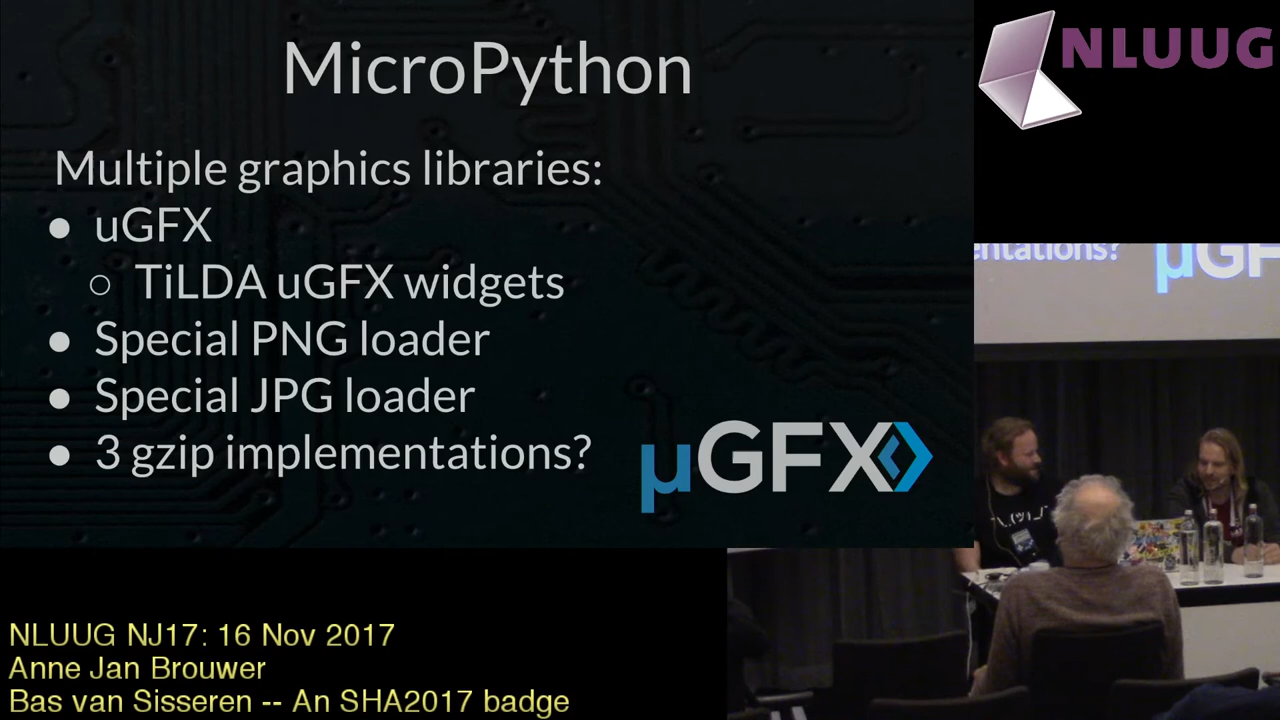 MicroPython
Multiple graphics libraries:
● uGFX
○ TiLDA uGFX widgets
● Special PNG loader
● Special JPG loader
● 3 gzip implementations?
µGFX
NLUUG
entations?
µGF
¯\_(ツ)_/¯
NLUUG NJ17: 16 Nov 2017
Anne Jan Brouwer
Bas van Sisseren -- An SHA2017 badge